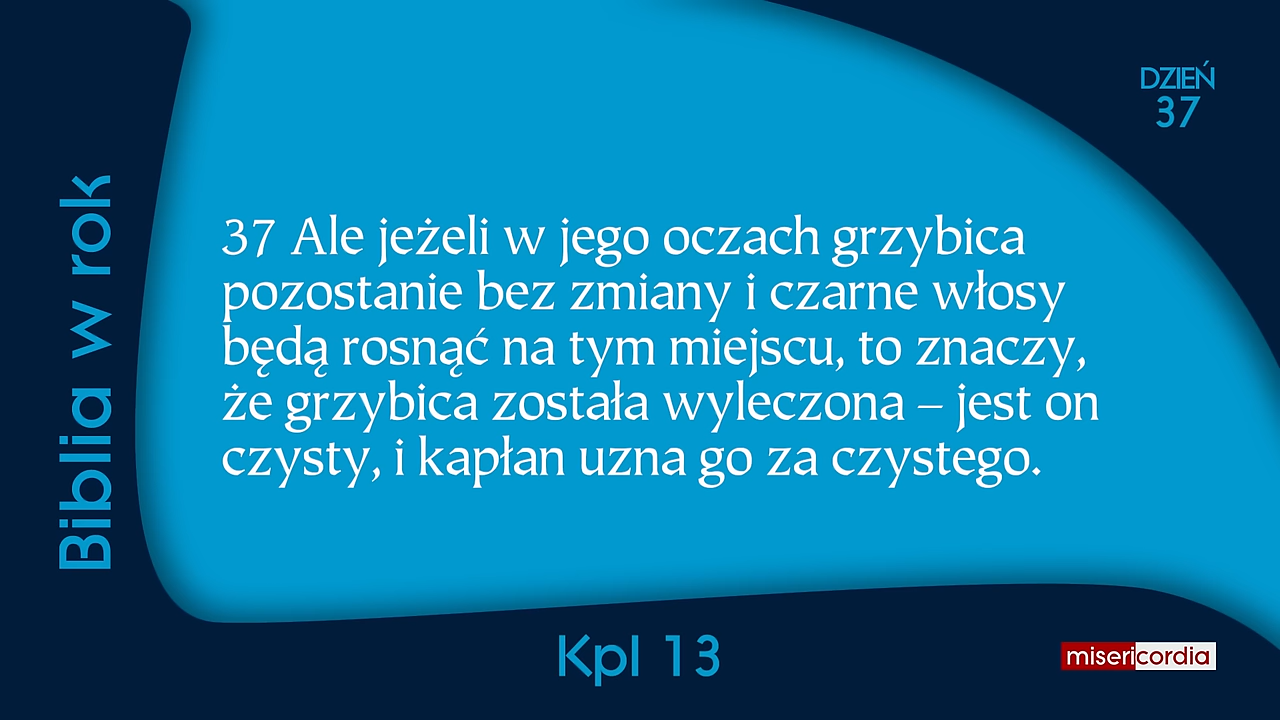 DZIEŃ
37
Biblia w rok
37 Ale jeżeli w jego oczach grzybica
pozostanie bez zmiany i czarne włosy
będą rosnąć na tym miejscu, to znaczy,
że grzybica została wyleczona – jest on
czysty, i kapłan uzna go za czystego.
Kpl 13
misericordia